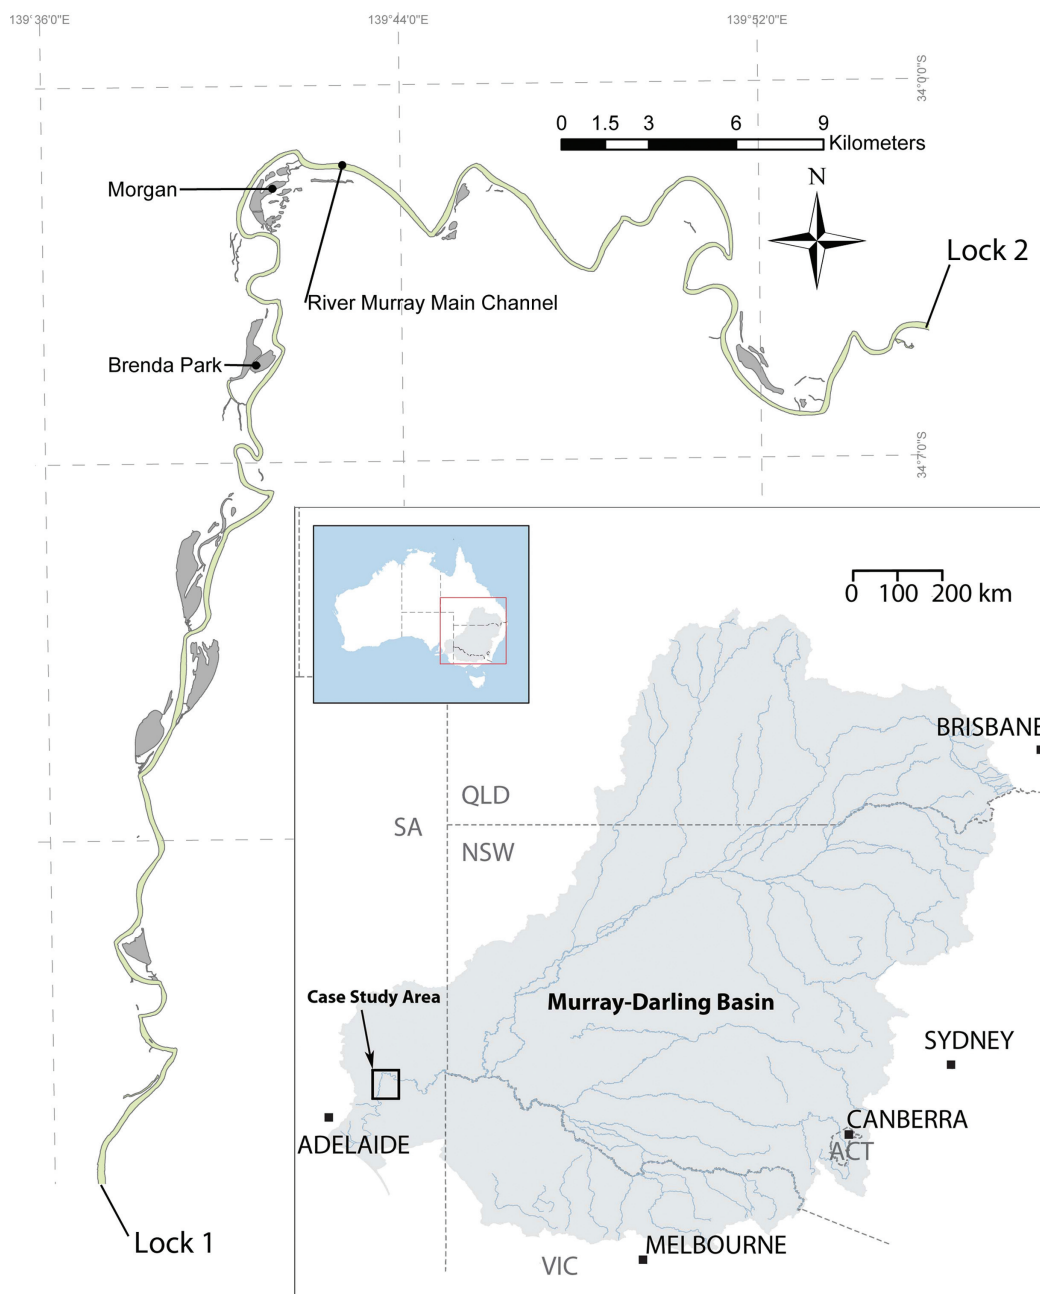 139°36'0"E
139°44'0"E
139°52'0"E
34°0'0"S
0 1.5 3 6 9
Kilometers
N
Morgan
Lock 2
River Murray Main Channel
Brenda Park
34°7'0"S
0 100 200 km
BRISBANE
QLD
SA
NSW
Case Study Area
Murray-Darling Basin
SYDNEY
CANBERRA
ADELAIDE
ACT
Lock 1
MELBOURNE
VIC